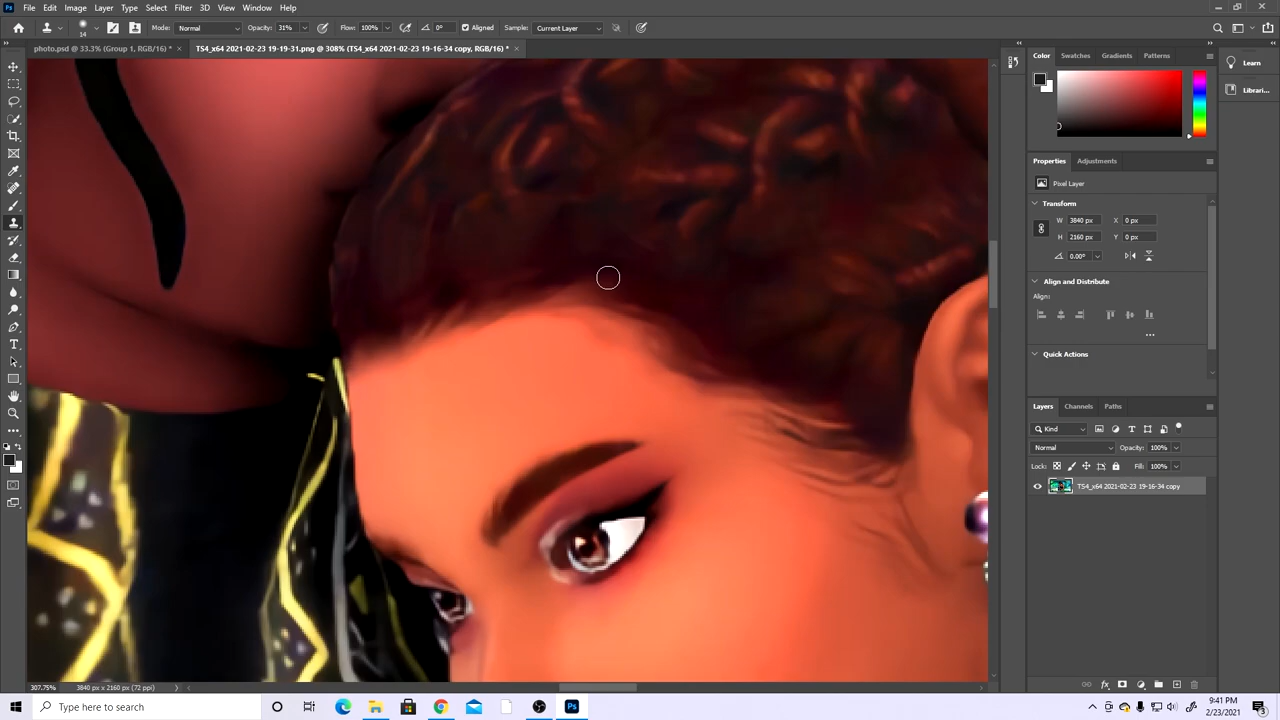 Ps File Edit Image Layer Type Select Filter 3D View Window Help
14 Mode: Normal Opacity: 31% Flow: 100% 0° Aligned Sample: Current Layer
photo.psd @ 33.3% (Group 1, RGB/16) * × TS4_x64 2021-02-23 19-19-31.png @ 308% (TS4_x64 2021-02-23 19-16-34 copy, RGB/16) * ×
Color Swatches Gradients Patterns
Learn
Librari...
Properties Adjustments
Pixel Layer
Transform
W 3840 px X 0 px
H 2160 px Y 0 px
0.00°
Align and Distribute
Align:
Quick Actions
Layers Channels Paths
Kind
Normal Opacity: 100%
Lock: Fill: 100%
TS4_x64 2021-02-23 19-16-34 copy
307.75% 3840 px x 2160 px (72 ppi)
Type here to search
Ps
9:41 PM
2/23/2021
3